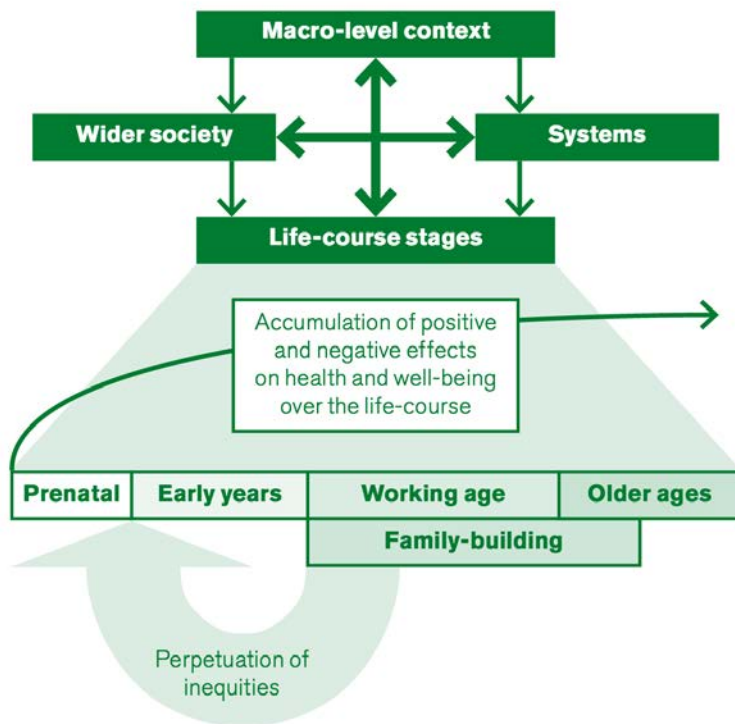 Macro-level context
Wider society
Systems
Life-course stages
Accumulation of positive
and negative effects
on health and well-being
over the life-course
Prenatal
Early years
Working age
Older ages
Family-building
Perpetuation of
inequities